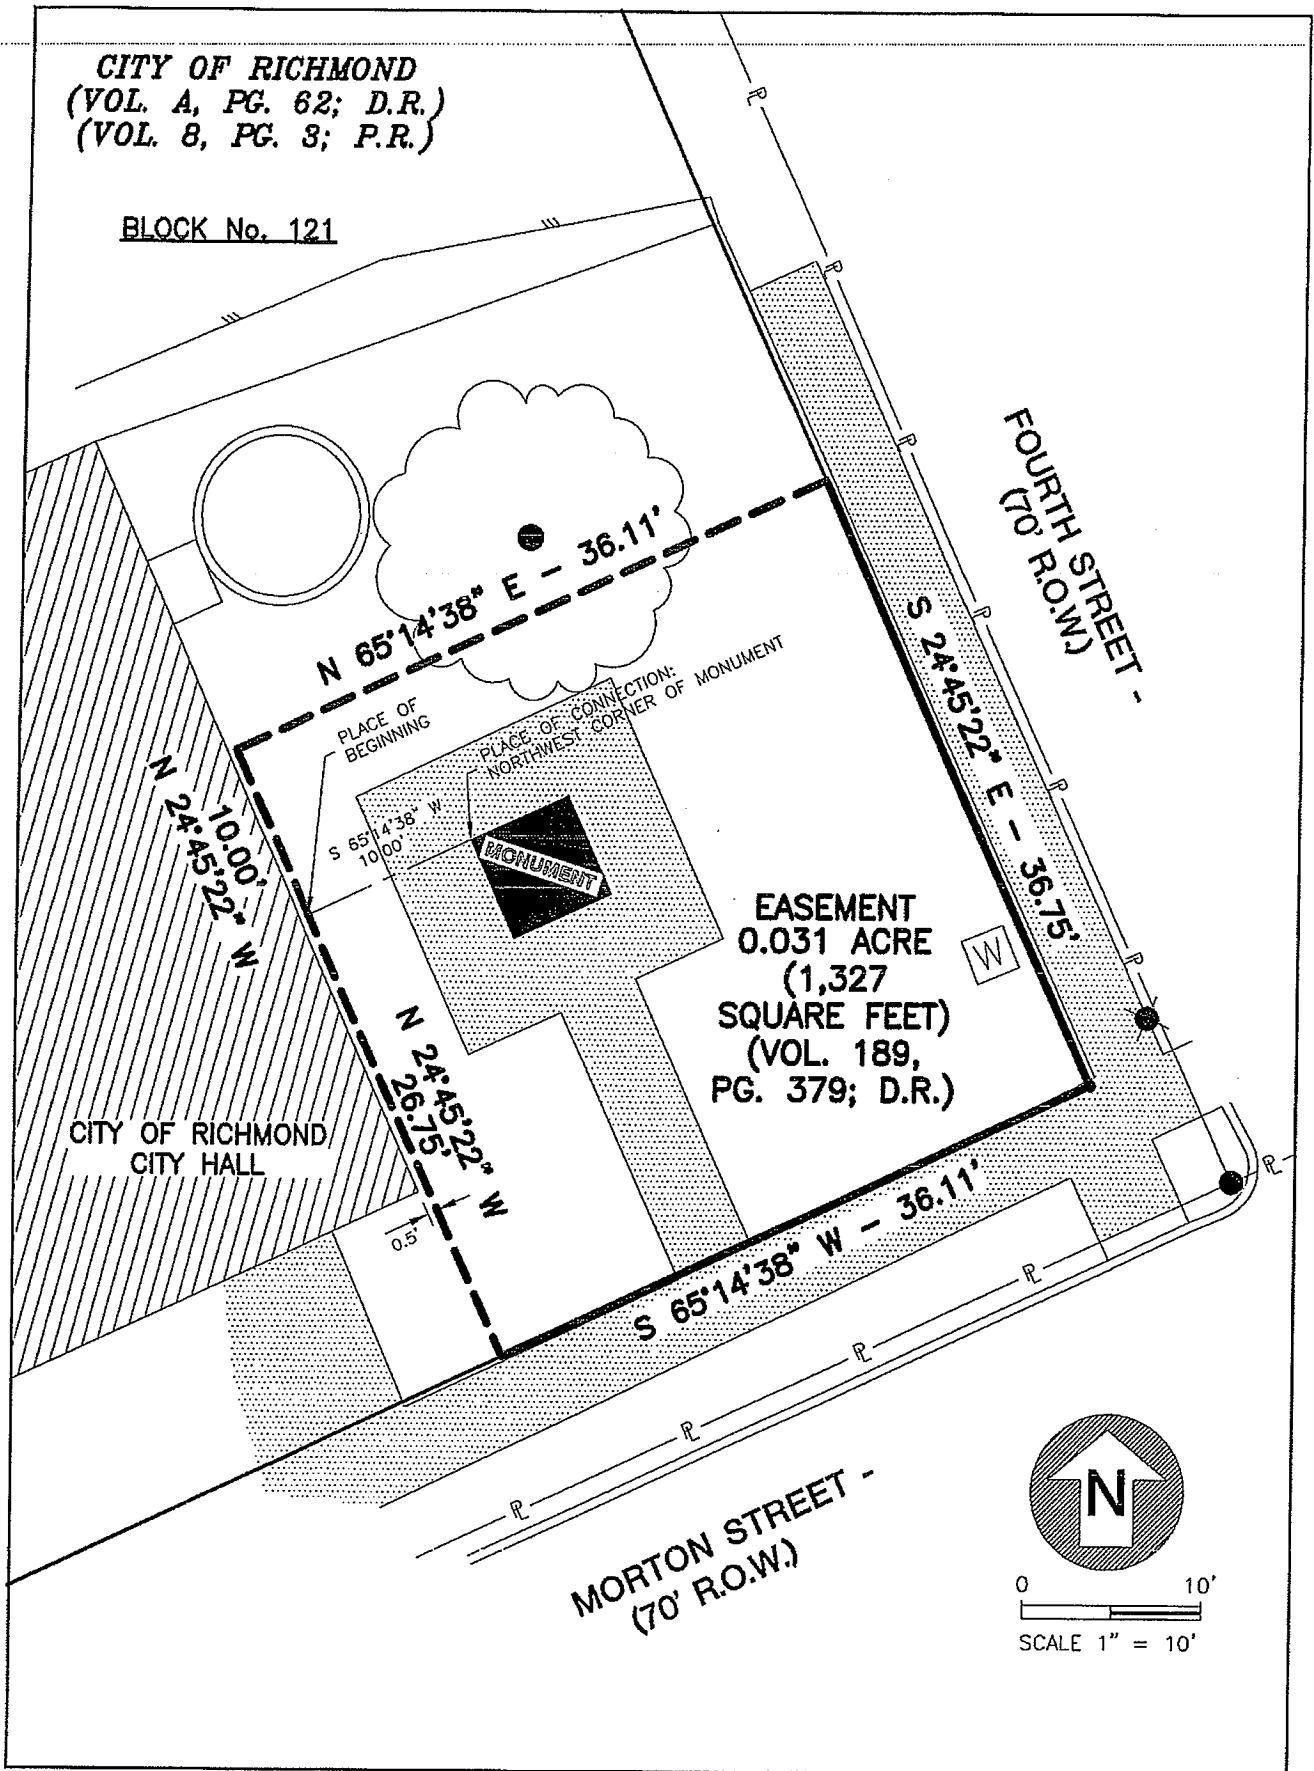 CITY OF RICHMOND
(VOL. A, PG. 62; D.R.)
(VOL. 8, PG. 3; P.R.)
BLOCK No. 121
FOURTH STREET -
(70' R.O.W.)
N 65°14'38" E - 36.11'
S 24°45'22" E - 36.75'
PLACE OF
BEGINNING
PLACE OF CONNECTION:
NORTHWEST CORNER OF MONUMENT
S 65°14'38" W
10.00'
MONUMENT
10.00'
N 24°45'22" W
EASEMENT
0.031 ACRE
(1,327
SQUARE FEET)
(VOL. 189,
PG. 379; D.R.)
W
N 24°45'22" W
26.75'
CITY OF RICHMOND
CITY HALL
0.5'
S 65°14'38" W - 36.11'
MORTON STREET -
(70' R.O.W.)
N
0 10'
SCALE 1" = 10'